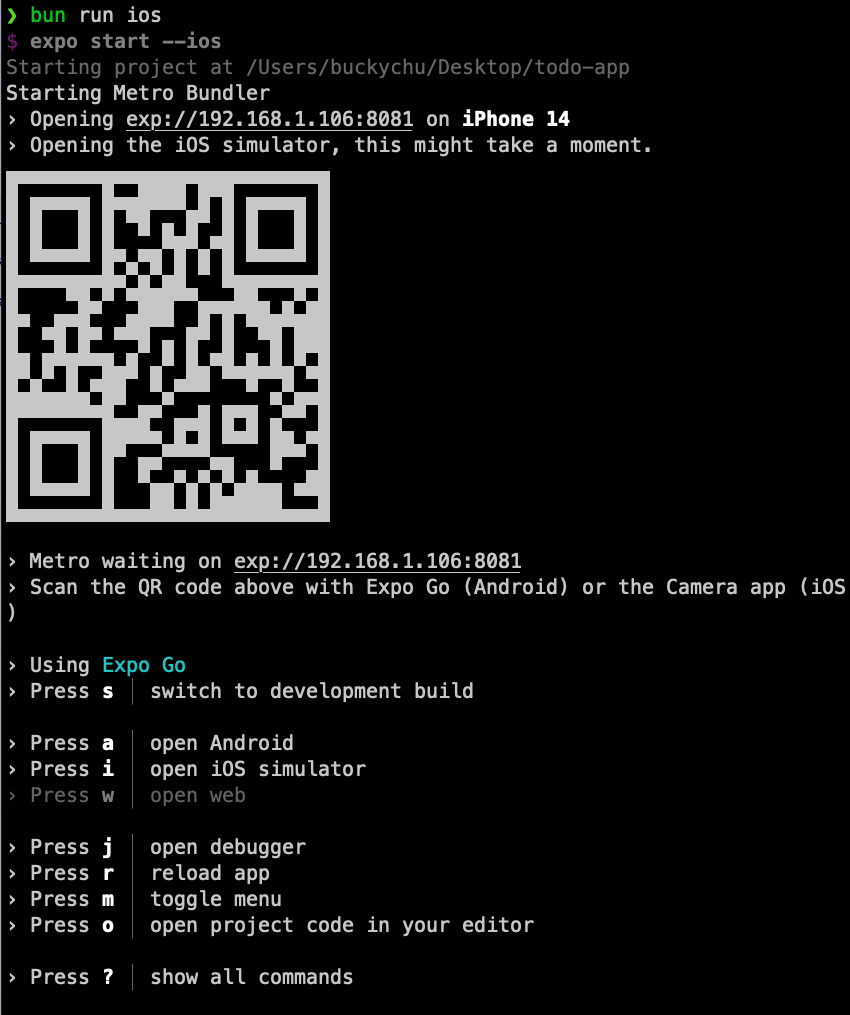 ❯ bun run ios
$ expo start --ios
Starting project at /Users/buckychu/Desktop/todo-app
Starting Metro Bundler
› Opening exp://192.168.1.106:8081 on iPhone 14
› Opening the iOS simulator, this might take a moment.
› Metro waiting on exp://192.168.1.106:8081
› Scan the QR code above with Expo Go (Android) or the Camera app (iOS
)
› Using Expo Go
› Press s │ switch to development build
› Press a │ open Android
› Press i │ open iOS simulator
› Press w │ open web
› Press j │ open debugger
› Press r │ reload app
› Press m │ toggle menu
› Press o │ open project code in your editor
› Press ? │ show all commands